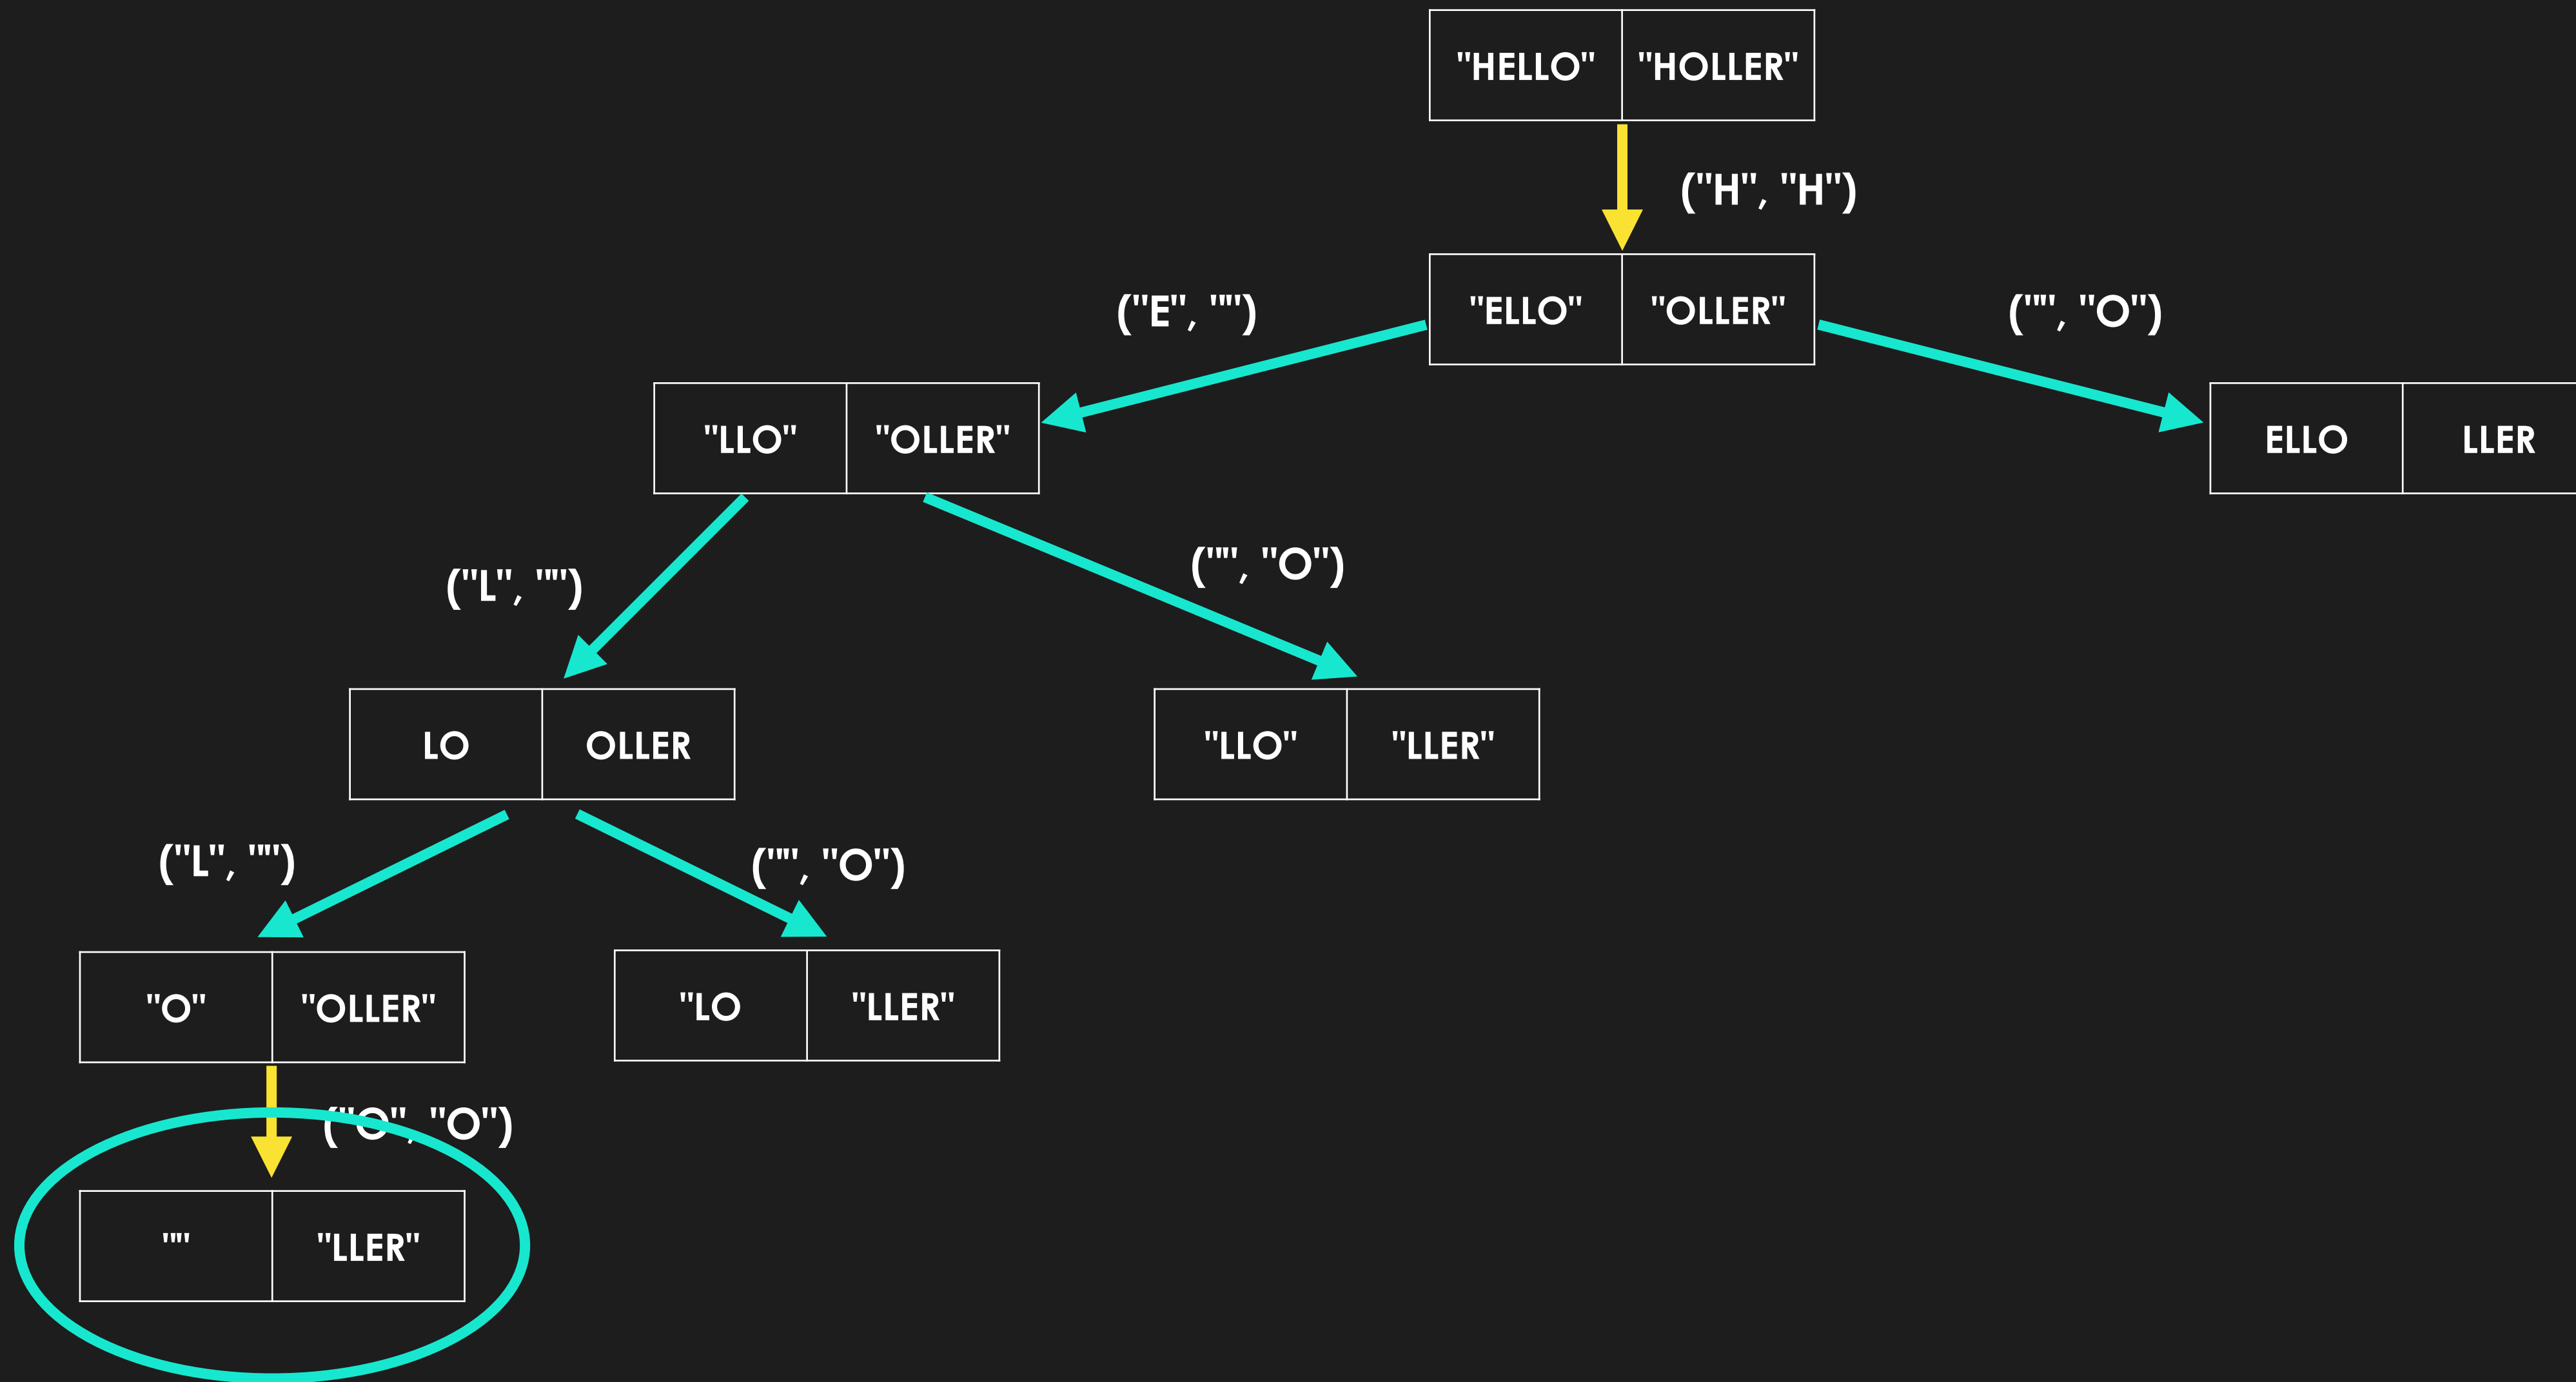 "HELLO" "HOLLER"
("H", "H")
"ELLO" "OLLER"
("E", "")
("", "O")
"LLO" "OLLER"
ELLO LLER
("L", "")
("", "O")
LO OLLER
"LLO" "LLER"
("L", "")
("", "O")
"O" "OLLER"
"LO "LLER"
("O", "O")
"" "LLER"